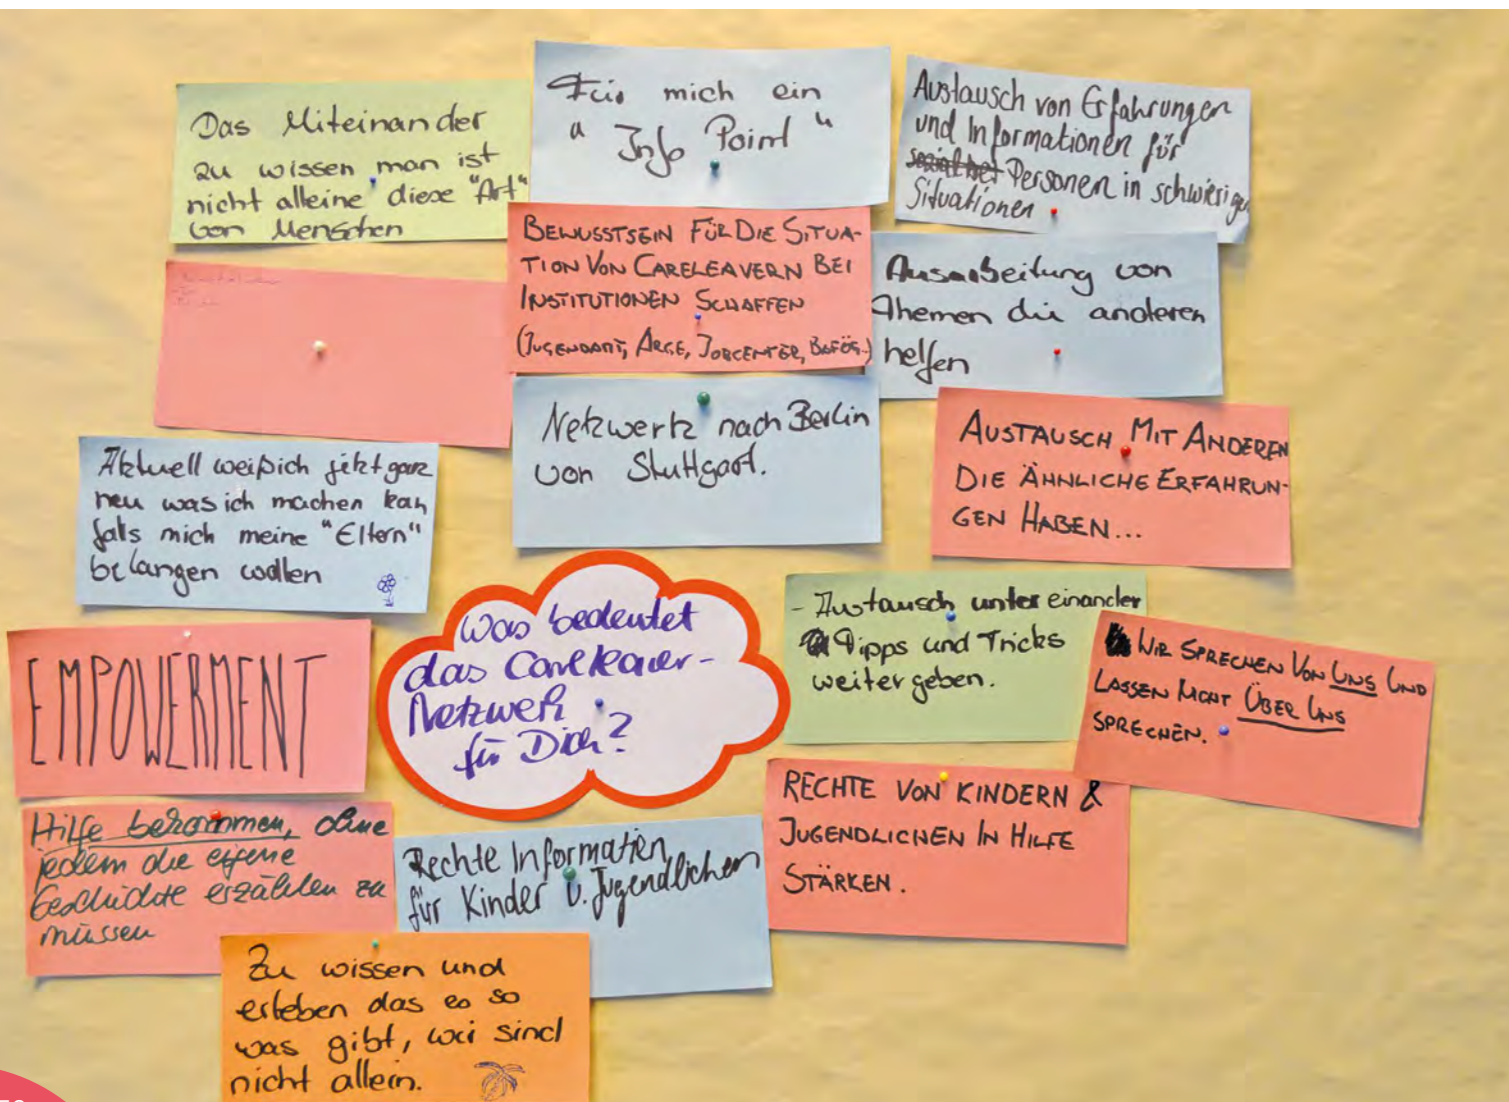 Das Miteinander
zu wissen man ist
nicht alleine diese "Art"
von Menschen
Für mich ein
"Info Point"
Austausch von Erfahrungen
und Informationen für
Personen in schwierigen
Situationen
BEWUSSTSEIN FÜR DIE SITUA-
TION VON CARELEAVERN BEI
INSTITUTIONEN SCHAFFEN
(JUGENDAMT, ARGE, JOBCENTER, BAFÖG..)
Ausarbeitung von
Themen die anderen
helfen
Netzwerk nach Berlin
von Stuttgart.
AUSTAUSCH MIT ANDEREN
DIE ÄHNLICHE ERFAHRUN-
GEN HABEN...
Aktuell weiß ich jetzt ganz
neu was ich machen kan
falls mich meine "Eltern"
belangen wollen
Was bedeutet
das Careleaver-
Netzwerk
für Dich?
- Austausch unter einander
Tipps und Tricks
weiter geben.
WIR SPRECHEN VON UNS UND
LASSEN NICHT ÜBER UNS
SPRECHEN.
EMPOWERMENT
RECHTE VON KINDERN &
JUGENDLICHEN IN HILFE
STÄRKEN.
Hilfe bekommen, ohne
jedem die eigene
Geschichte erzählen zu
müssen
Rechte Information
für Kinder u. Jugendlichen
Zu wissen und
erleben das es so
was gibt, wir sind
nicht allein.